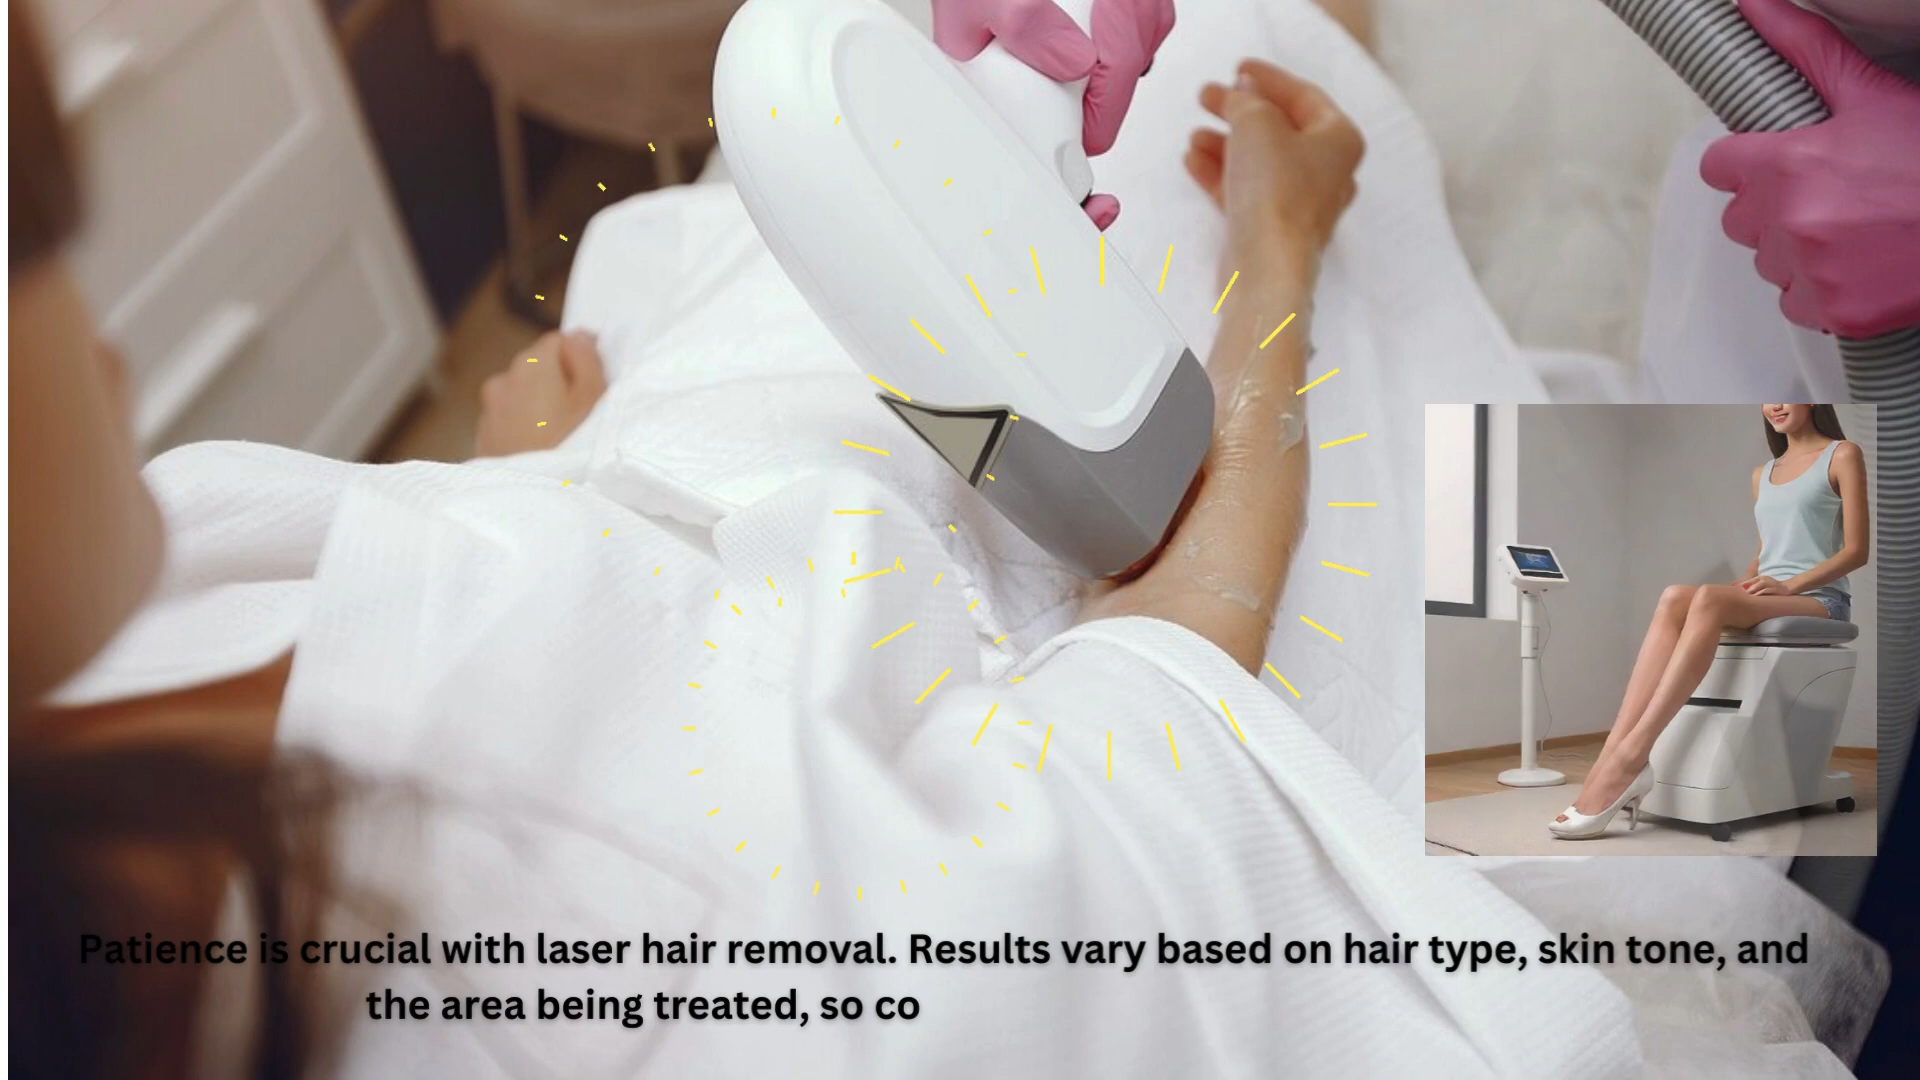 Patience is crucial with laser hair removal. Results vary based on hair type, skin tone, and
the area being treated, so co